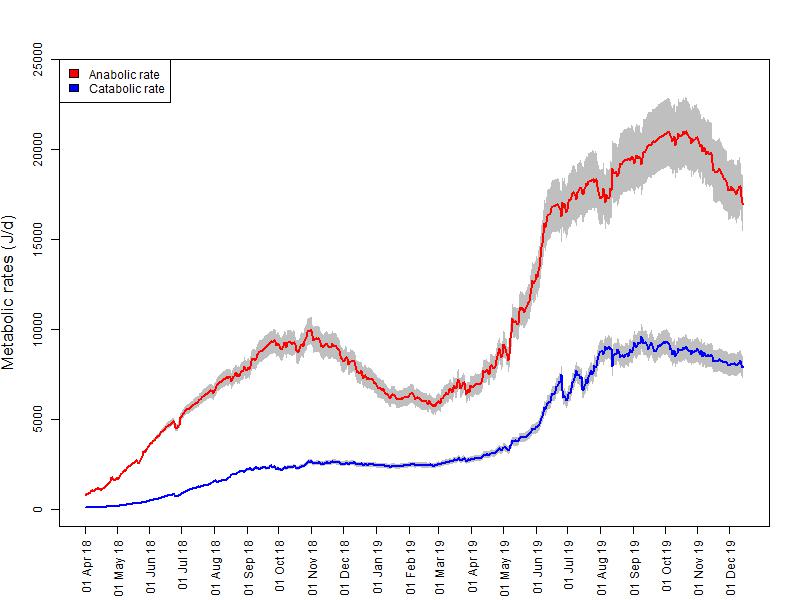 Metabolic rates (J/d)
25000
20000
15000
10000
5000
0
Anabolic rate
Catabolic rate
01 Apr 18
01 May 18
01 Jun 18
01 Jul 18
01 Aug 18
01 Sep 18
01 Oct 18
01 Nov 18
01 Dec 18
01 Jan 19
01 Feb 19
01 Mar 19
01 Apr 19
01 May 19
01 Jun 19
01 Jul 19
01 Aug 19
01 Sep 19
01 Oct 19
01 Nov 19
01 Dec 19